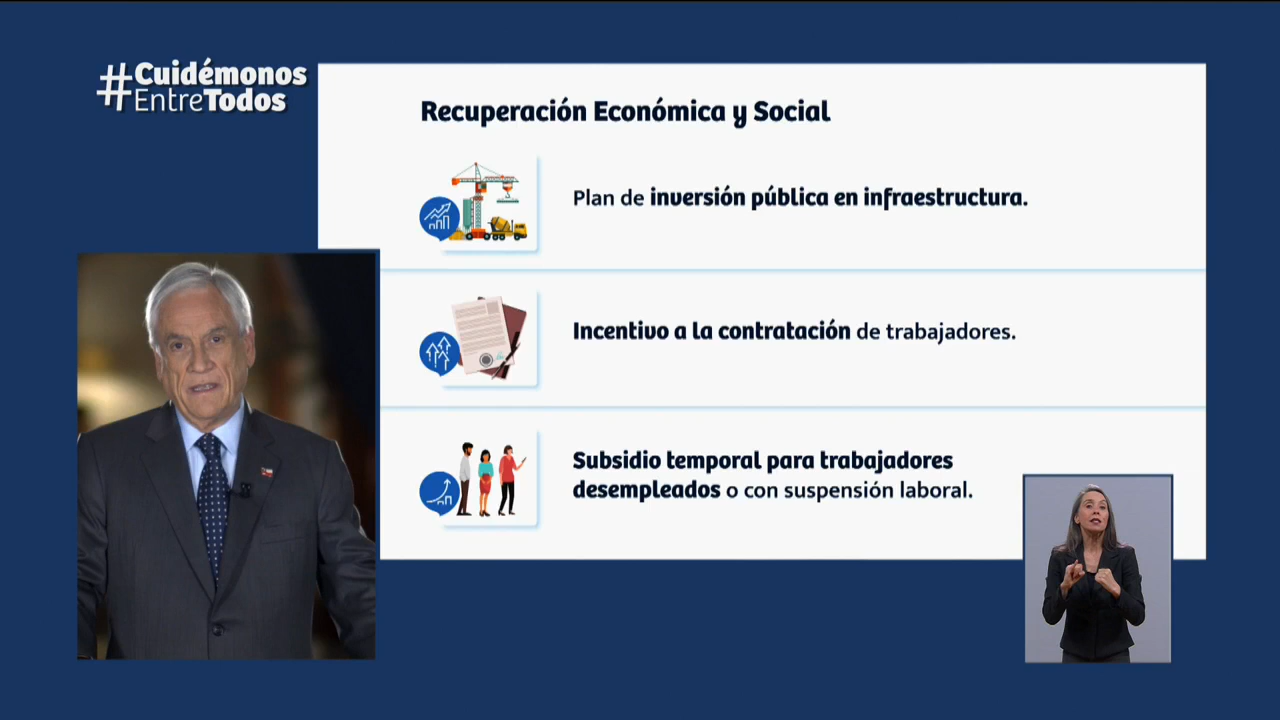 #Cuidémonos
EntreTodos
Recuperación Económica y Social
Plan de inversión pública en infraestructura.
Incentivo a la contratación de trabajadores.
Subsidio temporal para trabajadores
desempleados o con suspensión laboral.